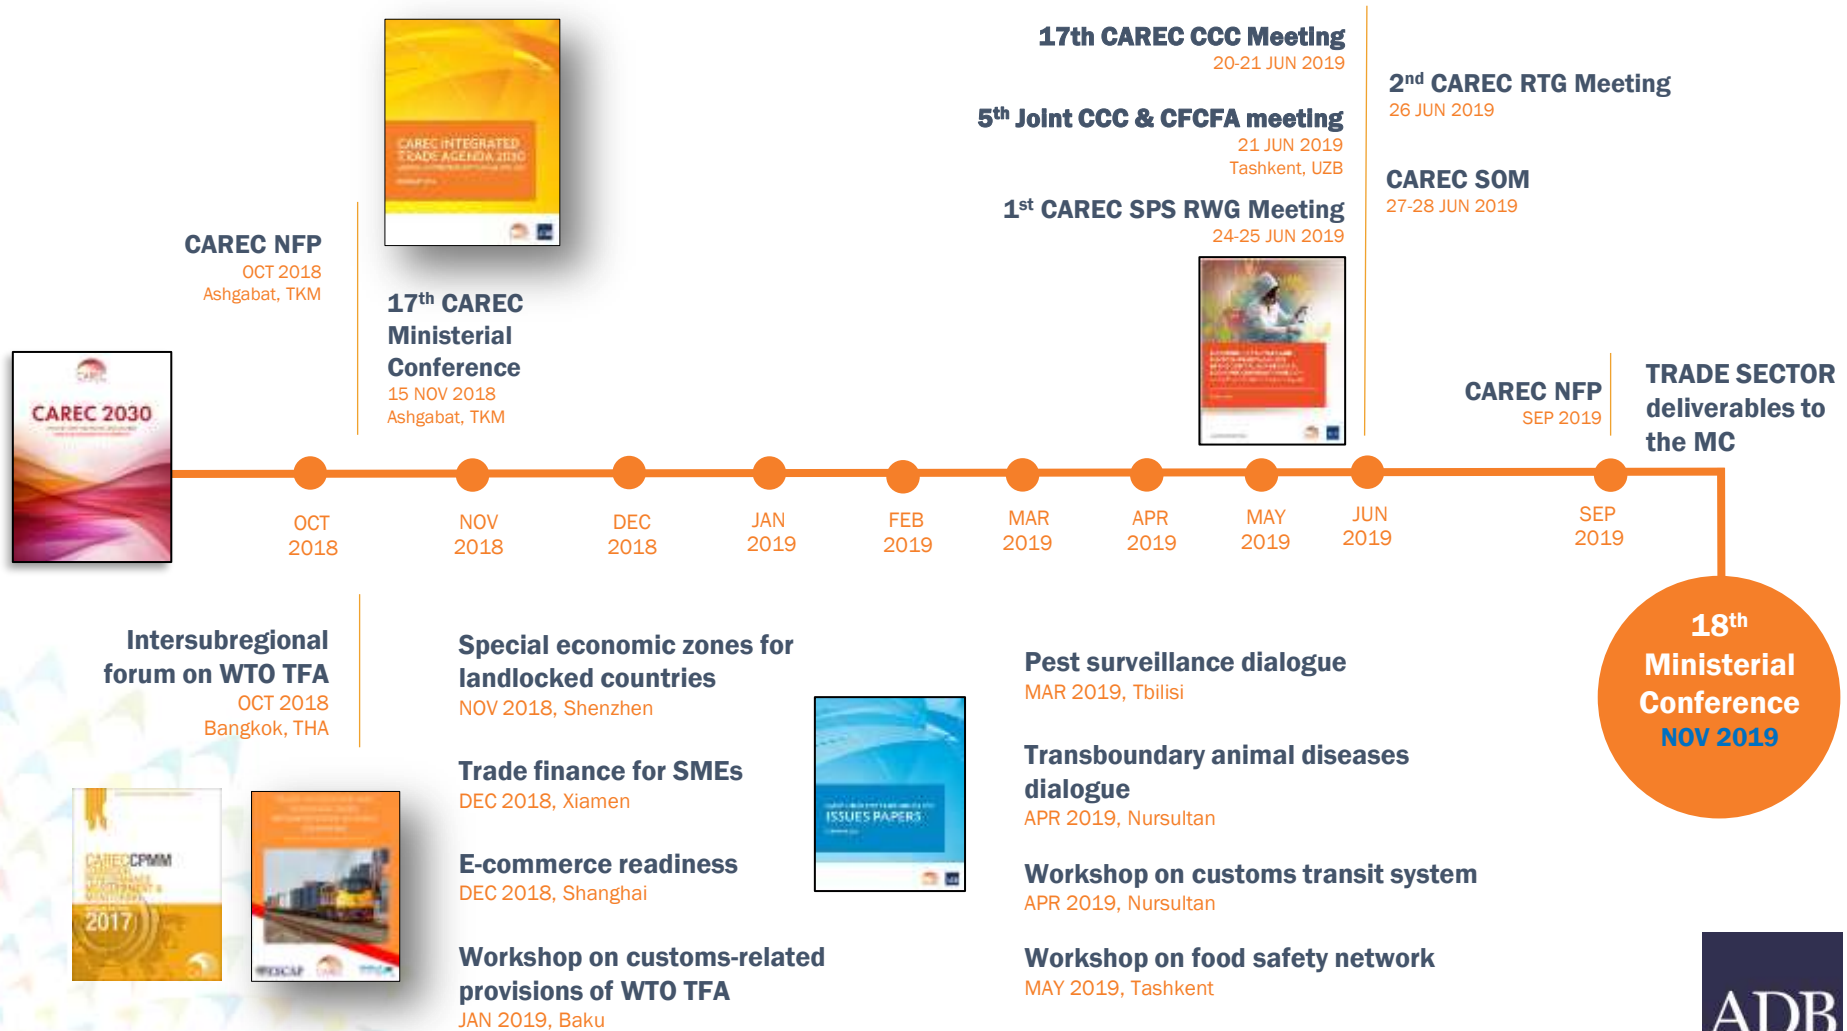 17th CAREC CCC Meeting
20-21 JUN 2019
5th Joint CCC & CFCFA meeting
21 JUN 2019
Tashkent, UZB
1st CAREC SPS RWG Meeting
24-25 JUN 2019
2nd CAREC RTG Meeting
26 JUN 2019
CAREC SOM
27-28 JUN 2019
CAREC INTEGRATED
TRADE AGENDA 2030
CAREC NFP
OCT 2018
Ashgabat, TKM
17th CAREC
Ministerial
Conference
15 NOV 2018
Ashgabat, TKM
CAREC NFP
SEP 2019
TRADE SECTOR
deliverables to
the MC
CAREC
CAREC 2030
OCT
2018
NOV
2018
DEC
2018
JAN
2019
FEB
2019
MAR
2019
APR
2019
MAY
2019
JUN
2019
SEP
2019
18th
Ministerial
Conference
NOV 2019
Intersubregional
forum on WTO TFA
OCT 2018
Bangkok, THA
Special economic zones for
landlocked countries
NOV 2018, Shenzhen
Trade finance for SMEs
DEC 2018, Xiamen
E-commerce readiness
DEC 2018, Shanghai
Workshop on customs-related
provisions of WTO TFA
JAN 2019, Baku
ISSUES PAPERS
Pest surveillance dialogue
MAR 2019, Tbilisi
Transboundary animal diseases
dialogue
APR 2019, Nursultan
Workshop on customs transit system
APR 2019, Nursultan
Workshop on food safety network
MAY 2019, Tashkent
CAREC CPMM
2017
ESCAP
ADB